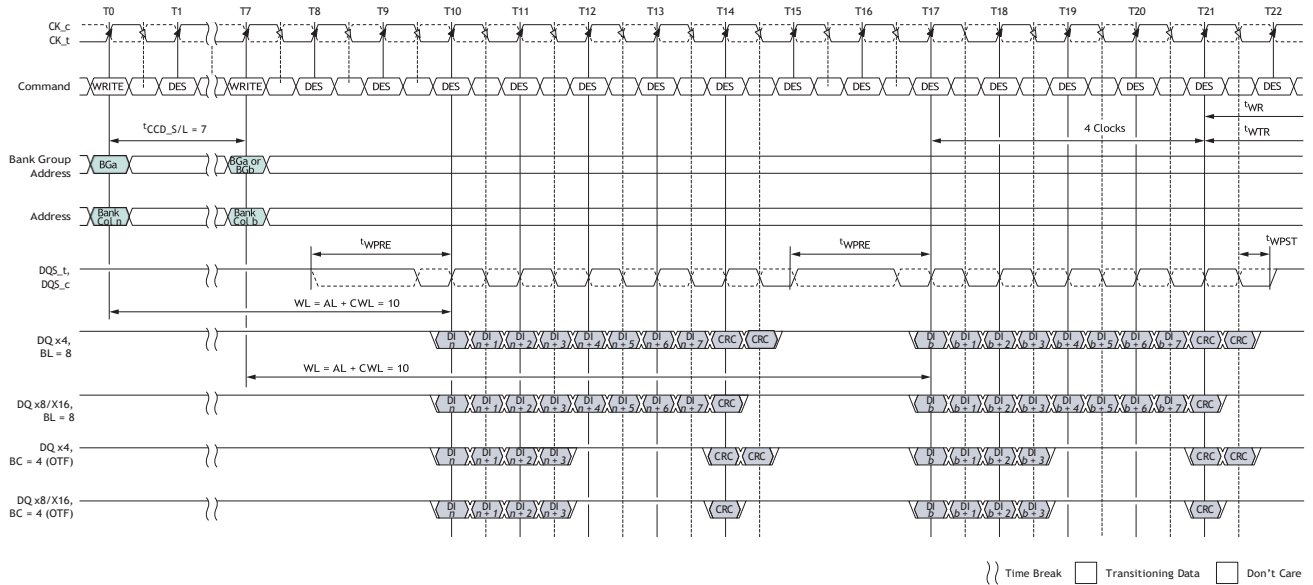 T0 T1 T7 T8 T9 T10 T11 T12 T13 T14 T15 T16 T17 T18 T19 T20 T21 T22
CK_c
CK_t
Command WRITE DES WRITE DES DES DES DES DES DES DES DES DES DES DES DES DES DES DES
tWR
tCCD_S/L = 7
4 Clocks
tWTR
Bank Group
Address
BGa
BGa or
BGb
Address
Bank
Col n
Bank
Col b
tWPRE
tWPRE
tWPST
DQS_t,
DQS_c
WL = AL + CWL = 10
DQ x4,
BL = 8
DI n DI n + 1 DI n + 2 DI n + 3 DI n + 4 DI n + 5 DI n + 6 DI n + 7 CRC CRC DI b DI b + 1 DI b + 2 DI b + 3 DI b + 4 DI b + 5 DI b + 6 DI b + 7 CRC CRC
WL = AL + CWL = 10
DQ x8/X16,
BL = 8
DI n DI n + 1 DI n + 2 DI n + 3 DI n + 4 DI n + 5 DI n + 6 DI n + 7 CRC DI b DI b + 1 DI b + 2 DI b + 3 DI b + 4 DI b + 5 DI b + 6 DI b + 7 CRC
DQ x4,
BC = 4 (OTF)
DI n DI n + 1 DI n + 2 DI n + 3 CRC CRC DI b DI b + 1 DI b + 2 DI b + 3 CRC CRC
DQ x8/X16,
BC = 4 (OTF)
DI n DI n + 1 DI n + 2 DI n + 3 CRC DI b DI b + 1 DI b + 2 DI b + 3 CRC
Time Break Transitioning Data Don't Care